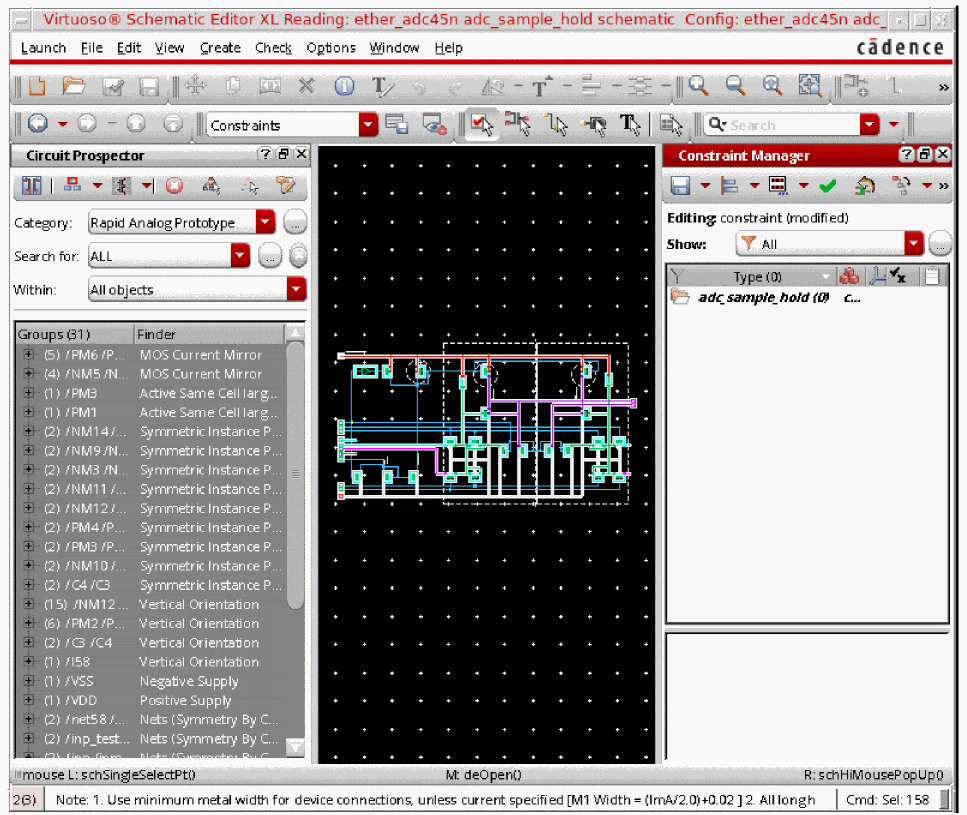 Virtuoso® Schematic Editor XL Reading: ether_adc45n adc_sample_hold schematic Config: ether_adc45n adc_
Launch File Edit View Create Check Options Window Help
cādence
Constraints
Search
Circuit Prospector
Category: Rapid Analog Prototype
Search for: ALL
Within: All objects
Groups (31) Finder
(5) /PM6 /P... MOS Current Mirror
(4) /NM5 /N... MOS Current Mirror
(1) /PM3 Active Same Cell larg...
(1) /PM1 Active Same Cell larg...
(2) /NM14 /... Symmetric Instance P...
(2) /NM9 /N... Symmetric Instance P...
(2) /NM3 /N... Symmetric Instance P...
(2) /NM11 /... Symmetric Instance P...
(2) /NM12 /... Symmetric Instance P...
(2) /PM4 /P... Symmetric Instance P...
(2) /PM3 /P... Symmetric Instance P...
(2) /NM10 /... Symmetric Instance P...
(2) /C4 /C3 Symmetric Instance P...
(15) /NM12 ... Vertical Orientation
(6) /PM2 /P... Vertical Orientation
(2) /C3 /C4 Vertical Orientation
(1) /I58 Vertical Orientation
(1) /VSS Negative Supply
(1) /VDD Positive Supply
(2) /net58 /... Nets (Symmetry By C...
(2) /inp_test... Nets (Symmetry By C...
Constraint Manager
Editing: constraint (modified)
Show: All
Type (0)
adc_sample_hold (0) c...
mouse L: schSingleSelectPt() M: deOpen() R: schHiMousePopUp()
2(3) Note: 1. Use minimum metal width for device connections, unless current specified [M1 Width = (ImA/2.0)+0.02 ] 2. All longh Cmd: Sel: 158